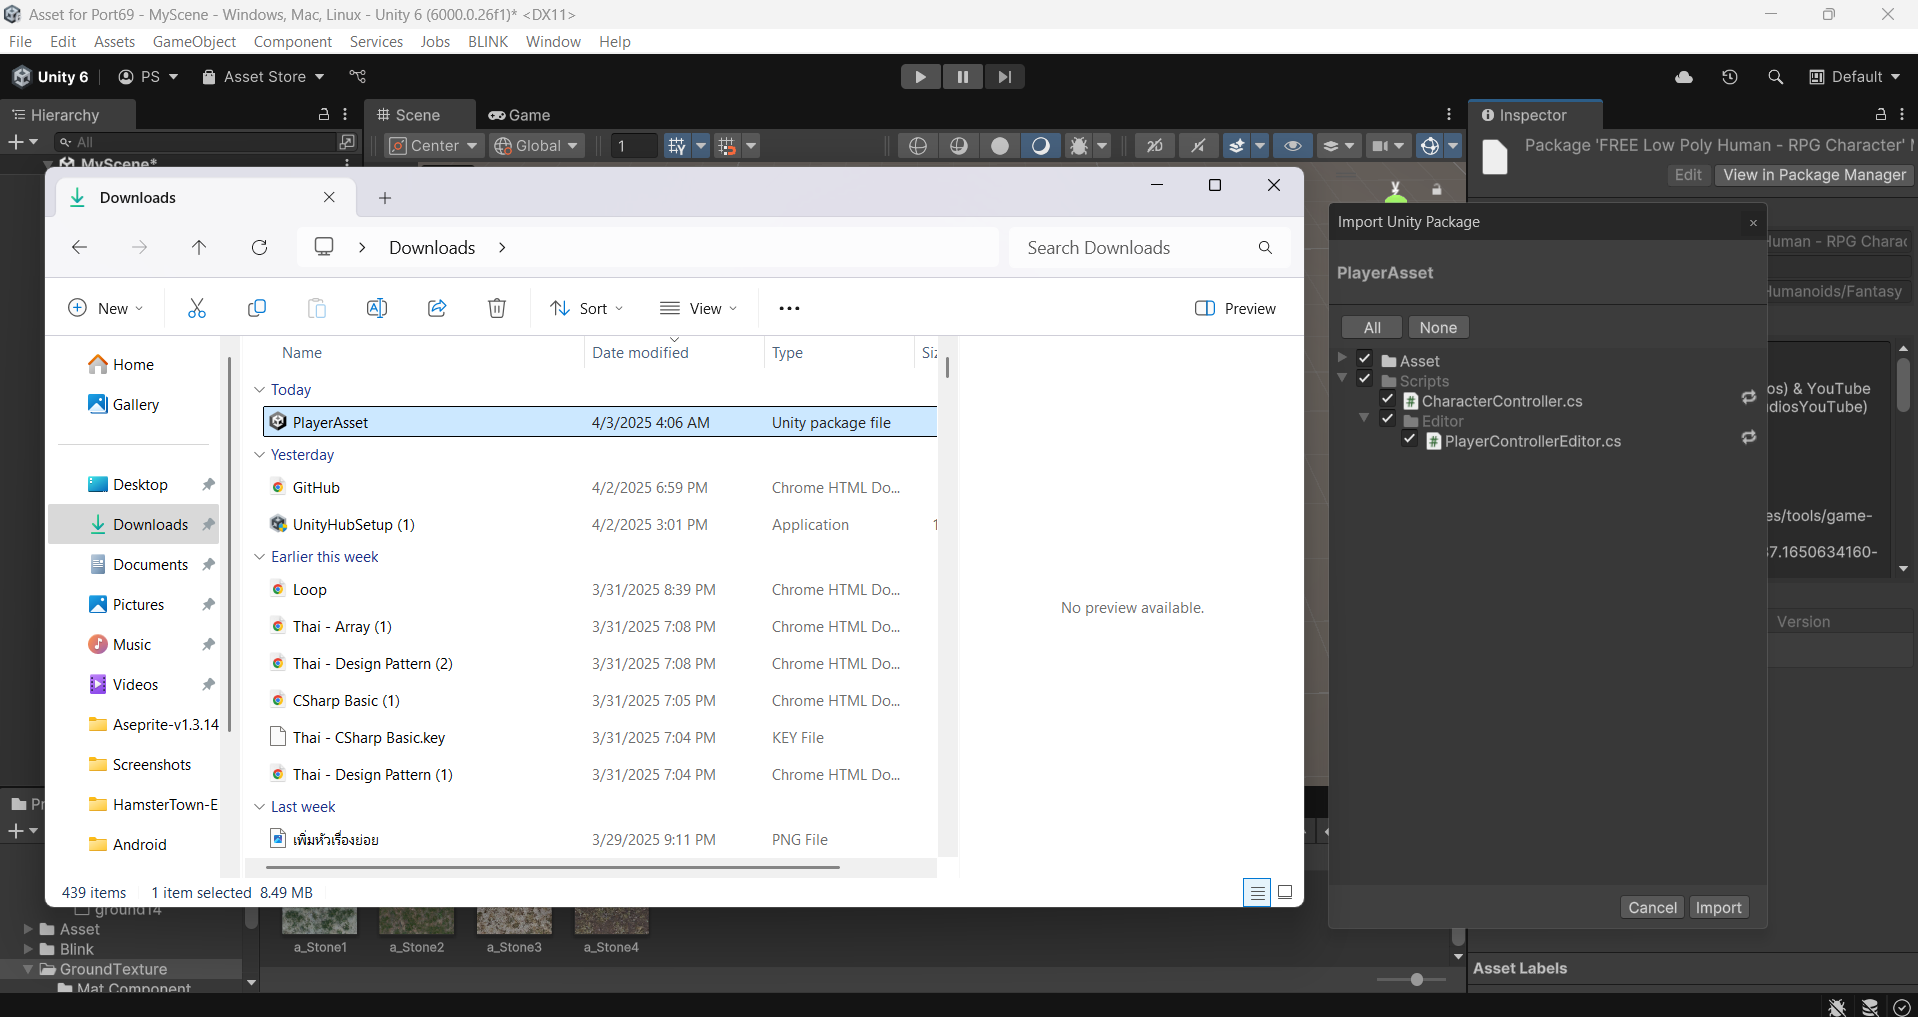 Asset for Port69 - MyScene - Windows, Mac, Linux - Unity 6 (6000.0.26f1)* <DX11>
File Edit Assets GameObject Component Services Jobs BLINK Window Help
Unity 6 PS Asset Store Default
Hierarchy Scene Game Inspector
All Center Global 1 2D
Package 'FREE Low Poly Human - RPG Character'
MyScene*
Edit View in Package Manager
Downloads
Downloads
Search Downloads
New Sort View Preview
Home
Gallery
Desktop
Downloads
Documents
Pictures
Music
Videos
Aseprite-v1.3.14
Screenshots
HamsterTown-E
Android
Name Date modified Type
Today
PlayerAsset 4/3/2025 4:06 AM Unity package file
Yesterday
GitHub 4/2/2025 6:59 PM Chrome HTML Do...
UnityHubSetup (1) 4/2/2025 3:01 PM Application 1
Earlier this week
Loop 3/31/2025 8:39 PM Chrome HTML Do...
Thai - Array (1) 3/31/2025 7:08 PM Chrome HTML Do...
Thai - Design Pattern (2) 3/31/2025 7:08 PM Chrome HTML Do...
CSharp Basic (1) 3/31/2025 7:05 PM Chrome HTML Do...
Thai - CSharp Basic.key 3/31/2025 7:04 PM KEY File
Thai - Design Pattern (1) 3/31/2025 7:04 PM Chrome HTML Do...
Last week
เพิ่มหัวเรื่องย่อย 3/29/2025 9:11 PM PNG File
No preview available.
439 items 1 item selected 8.49 MB
Import Unity Package
PlayerAsset
All None
Asset
Scripts
CharacterController.cs
Editor
PlayerControllerEditor.cs
Cancel Import
Human - RPG Charac
Humanoids/Fantasy
os) & YouTube
diosYouTube)
es/tools/game-
37.1650634160-
Version
Asset Labels
ground14
Asset
Blink
GroundTexture
Mat Component
a_Stone1 a_Stone2 a_Stone3 a_Stone4